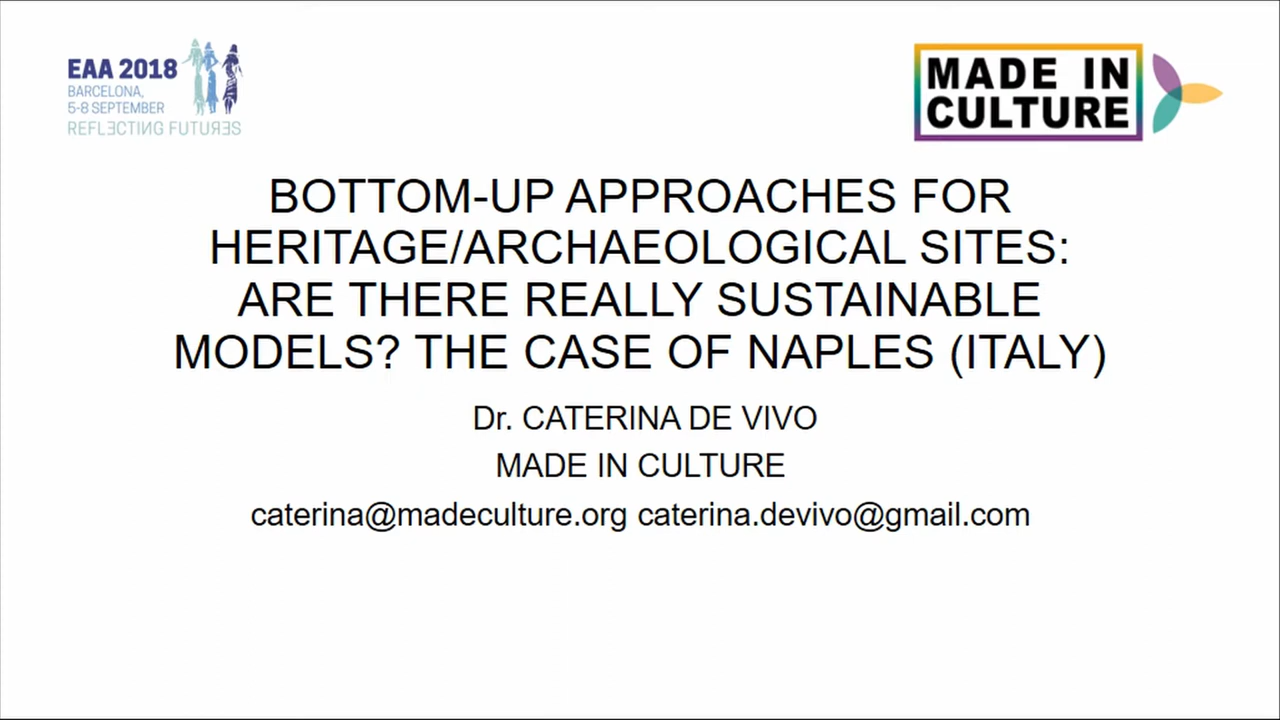 EAA 2018
BARCELONA,
5-8 SEPTEMBER
REFLECTING FUTURES
MADE IN
CULTURE
BOTTOM-UP APPROACHES FOR
HERITAGE/ARCHAEOLOGICAL SITES:
ARE THERE REALLY SUSTAINABLE
MODELS? THE CASE OF NAPLES (ITALY)
Dr. CATERINA DE VIVO
MADE IN CULTURE
caterina@madeculture.org caterina.devivo@gmail.com